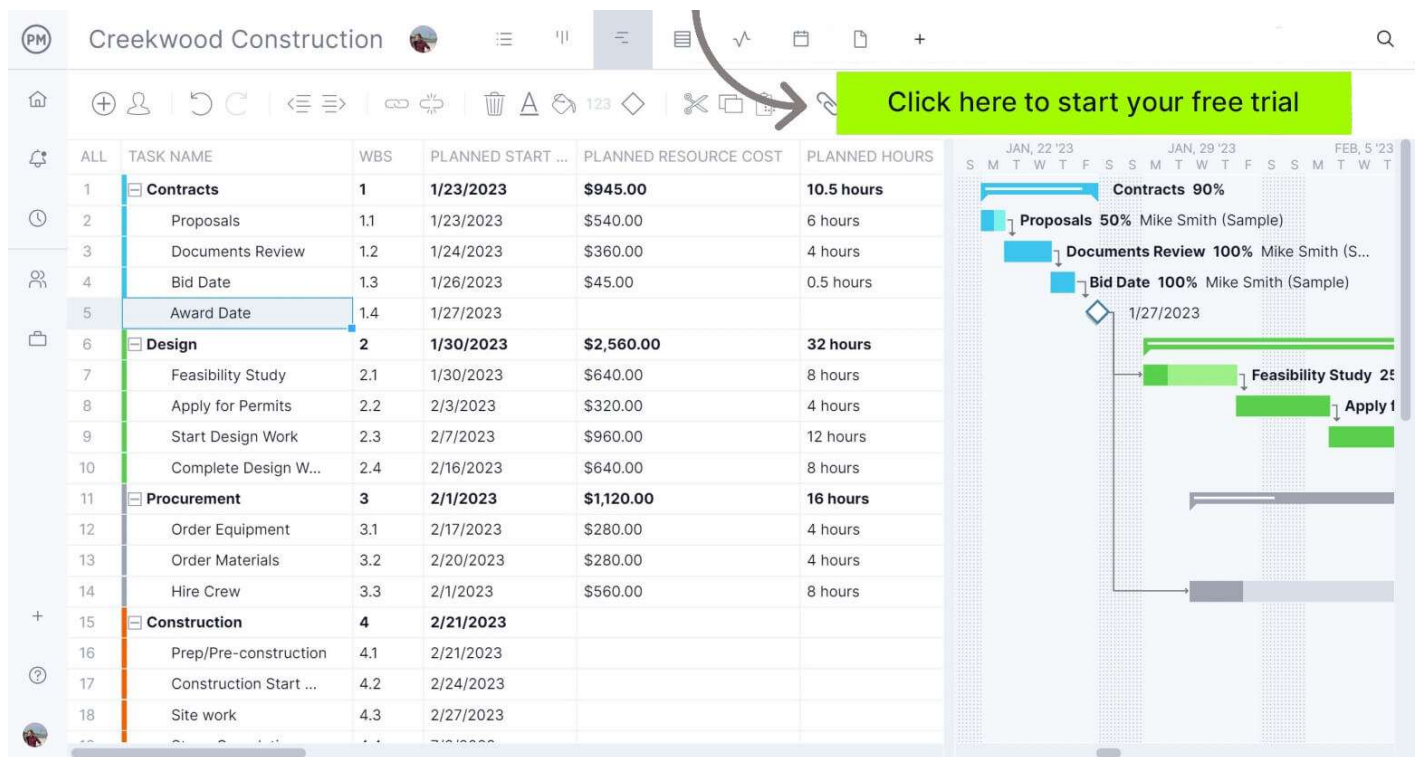 PM Creekwood Construction
123 Click here to start your free trial
ALL TASK NAME WBS PLANNED START ... PLANNED RESOURCE COST PLANNED HOURS
JAN, 22 '23 JAN, 29 '23 FEB, 5 '23
S M T W T F S S M T W T F S S M T W T
1 Contracts 1 1/23/2023 $945.00 10.5 hours Contracts 90%
2 Proposals 1.1 1/23/2023 $540.00 6 hours Proposals 50% Mike Smith (Sample)
3 Documents Review 1.2 1/24/2023 $360.00 4 hours Documents Review 100% Mike Smith (S...
4 Bid Date 1.3 1/26/2023 $45.00 0.5 hours Bid Date 100% Mike Smith (Sample)
5 Award Date 1.4 1/27/2023 1/27/2023
6 Design 2 1/30/2023 $2,560.00 32 hours
7 Feasibility Study 2.1 1/30/2023 $640.00 8 hours Feasibility Study 25
8 Apply for Permits 2.2 2/3/2023 $320.00 4 hours Apply f
9 Start Design Work 2.3 2/7/2023 $960.00 12 hours
10 Complete Design W... 2.4 2/16/2023 $640.00 8 hours
11 Procurement 3 2/1/2023 $1,120.00 16 hours
12 Order Equipment 3.1 2/17/2023 $280.00 4 hours
13 Order Materials 3.2 2/20/2023 $280.00 4 hours
14 Hire Crew 3.3 2/1/2023 $560.00 8 hours
15 Construction 4 2/21/2023
16 Prep/Pre-construction 4.1 2/21/2023
17 Construction Start ... 4.2 2/24/2023
18 Site work 4.3 2/27/2023